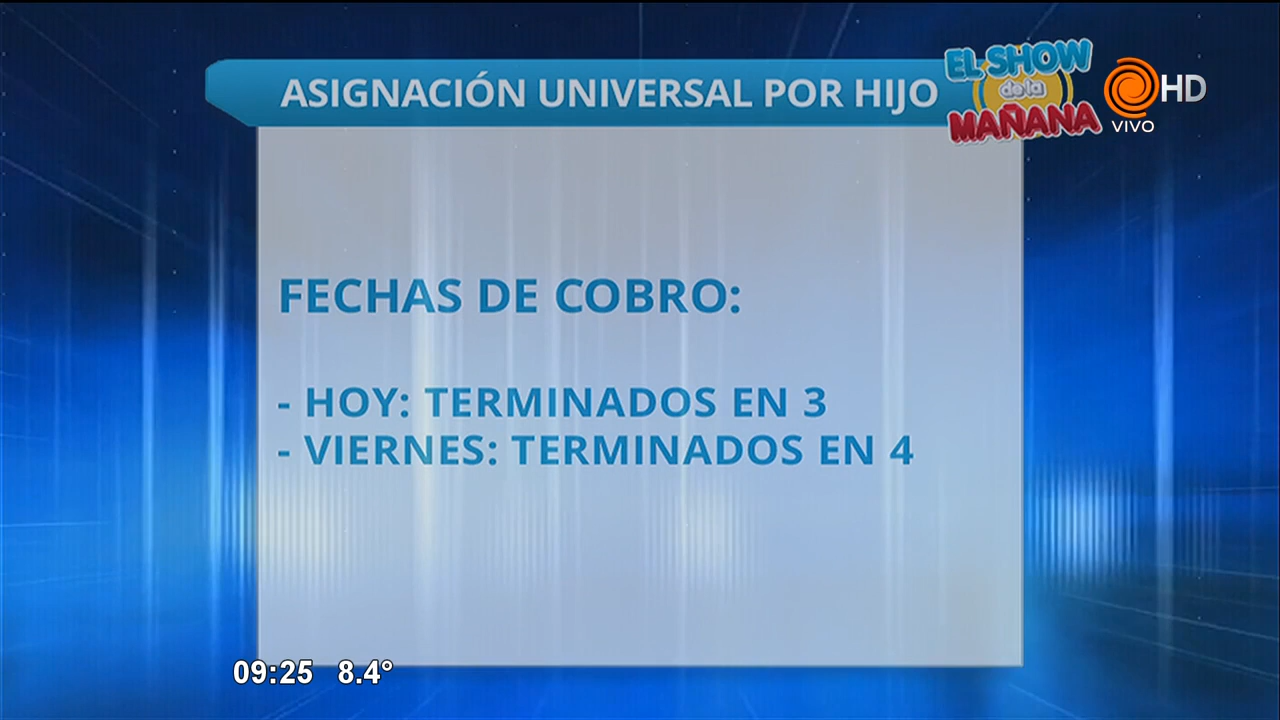 ASIGNACIÓN UNIVERSAL POR HIJO
EL SHOW
de la
MAÑANA
HD
VIVO
FECHAS DE COBRO:
- HOY: TERMINADOS EN 3
- VIERNES: TERMINADOS EN 4
09:25 8.4°